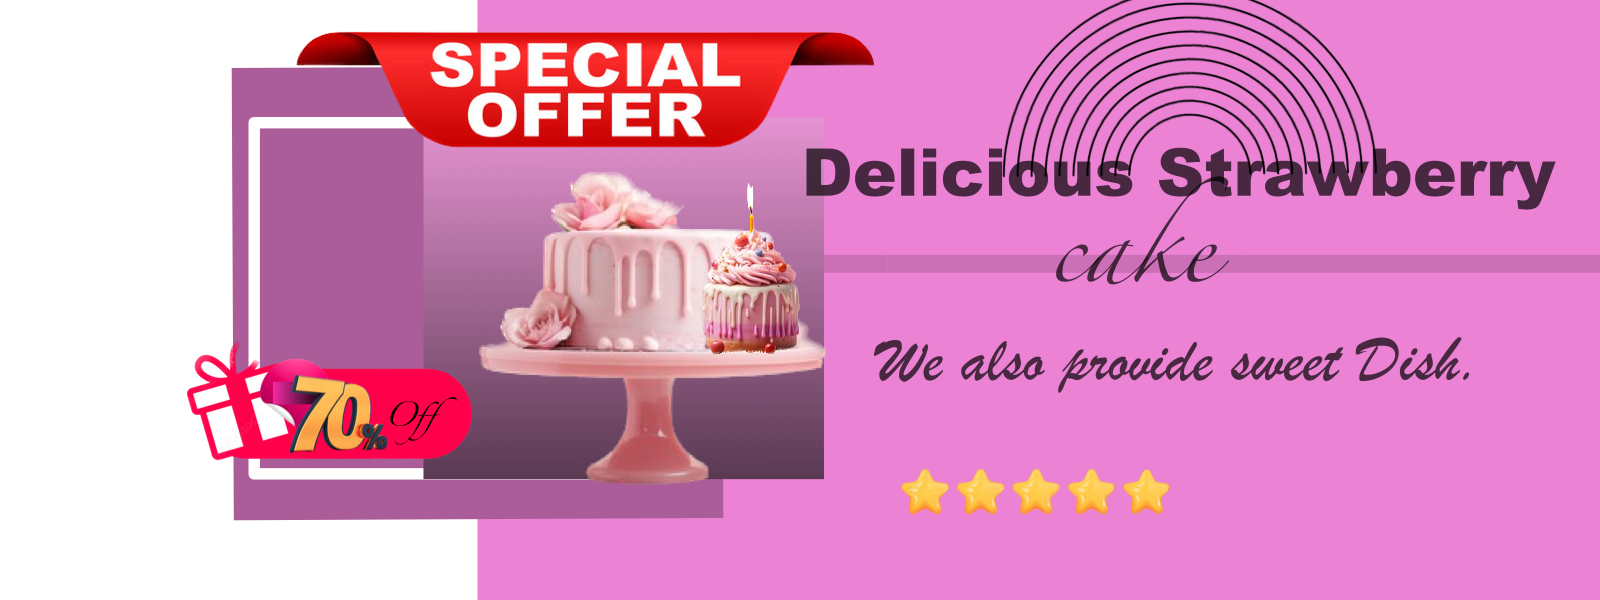 SPECIAL
OFFER
Delicious Strawberry
cake
We also provide sweet Dish.
70% Off